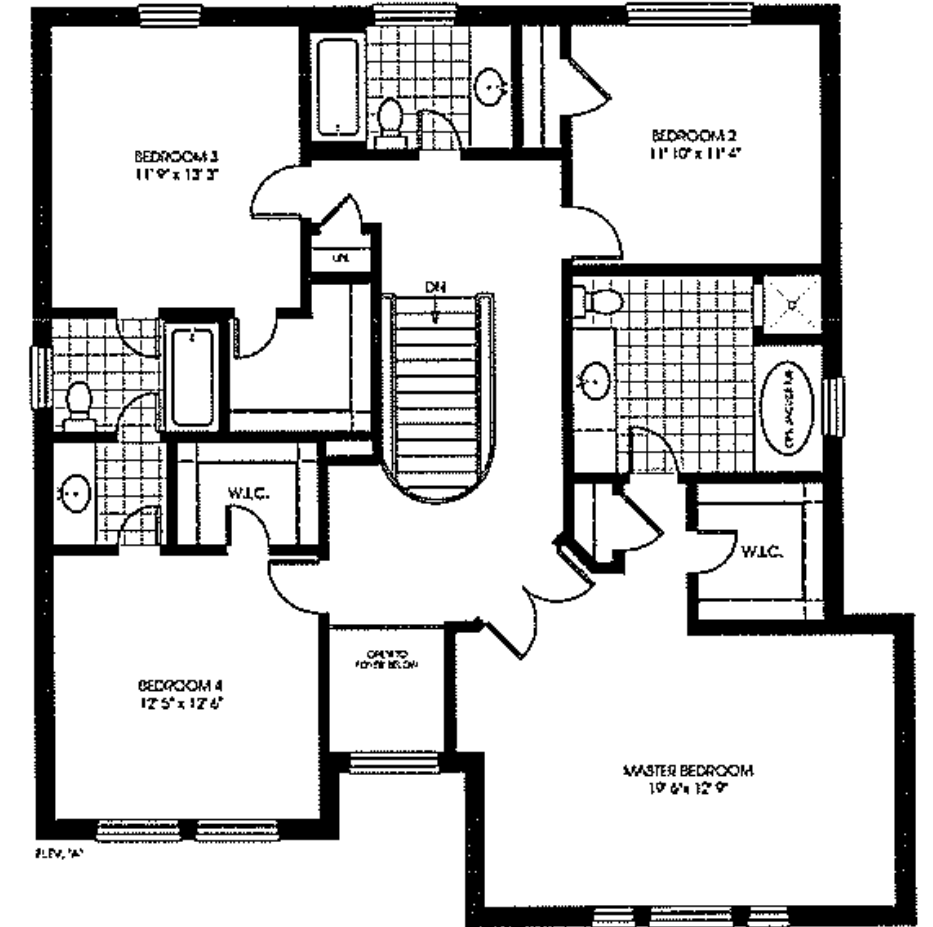 BEDROOM 3
11'9" x 13'3"
BEDROOM 2
11'10" x 11'4"
LIN.
DN
W.I.C.
W.I.C.
OPEN TO
FOYER BELOW
BEDROOM 4
12'5" x 12'6"
MASTER BEDROOM
19'6" x 12'9"
ELEV. 'A'